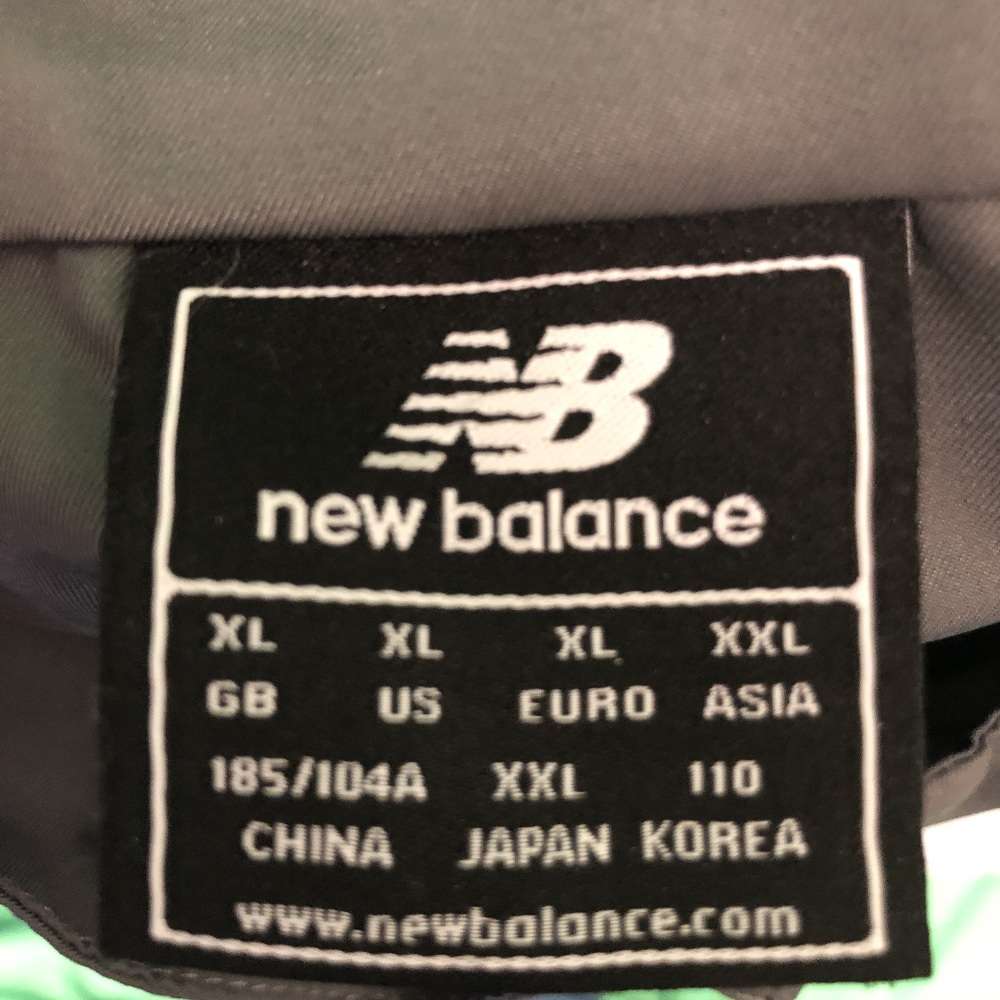 NB
new balance
XL XL XL XXL
GB US EURO ASIA
185/104A XXL 110
CHINA JAPAN KOREA
www.newbalance.com